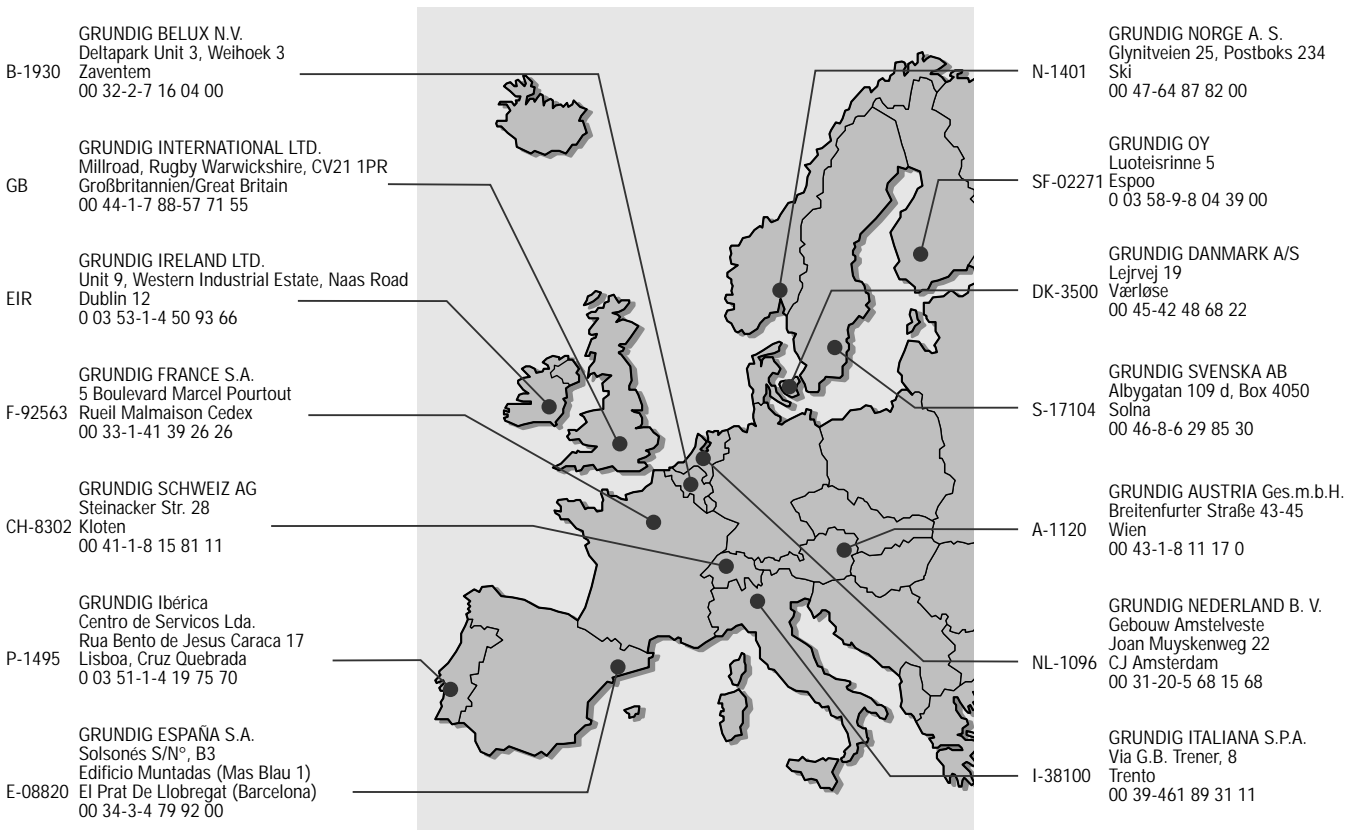 GRUNDIG BELUX N.V.
Deltapark Unit 3, Weihoek 3
B-1930 Zaventem
00 32-2-7 16 04 00
GRUNDIG INTERNATIONAL LTD.
Millroad, Rugby Warwickshire, CV21 1PR
GB Großbritannien/Great Britain
00 44-1-7 88-57 71 55
GRUNDIG IRELAND LTD.
Unit 9, Western Industrial Estate, Naas Road
EIR Dublin 12
0 03 53-1-4 50 93 66
GRUNDIG FRANCE S.A.
5 Boulevard Marcel Pourtout
F-92563 Rueil Malmaison Cedex
00 33-1-41 39 26 26
GRUNDIG SCHWEIZ AG
Steinacker Str. 28
CH-8302 Kloten
00 41-1-8 15 81 11
GRUNDIG Ibérica
Centro de Servicos Lda.
Rua Bento de Jesus Caraca 17
P-1495 Lisboa, Cruz Quebrada
0 03 51-1-4 19 75 70
GRUNDIG ESPAÑA S.A.
Solsonés S/N°, B3
Edificio Muntadas (Mas Blau 1)
E-08820 El Prat De Llobregat (Barcelona)
00 34-3-4 79 92 00
GRUNDIG NORGE A. S.
Glynitveien 25, Postboks 234
N-1401 Ski
00 47-64 87 82 00
GRUNDIG OY
Luoteisrinne 5
SF-02271 Espoo
0 03 58-9-8 04 39 00
GRUNDIG DANMARK A/S
Lejrvej 19
DK-3500 Værløse
00 45-42 48 68 22
GRUNDIG SVENSKA AB
Albygatan 109 d, Box 4050
S-17104 Solna
00 46-8-6 29 85 30
GRUNDIG AUSTRIA Ges.m.b.H.
Breitenfurter Straße 43-45
A-1120 Wien
00 43-1-8 11 17 0
GRUNDIG NEDERLAND B. V.
Gebouw Amstelveste
Joan Muyskenweg 22
NL-1096 CJ Amsterdam
00 31-20-5 68 15 68
GRUNDIG ITALIANA S.P.A.
Via G.B. Trener, 8
I-38100 Trento
00 39-461 89 31 11